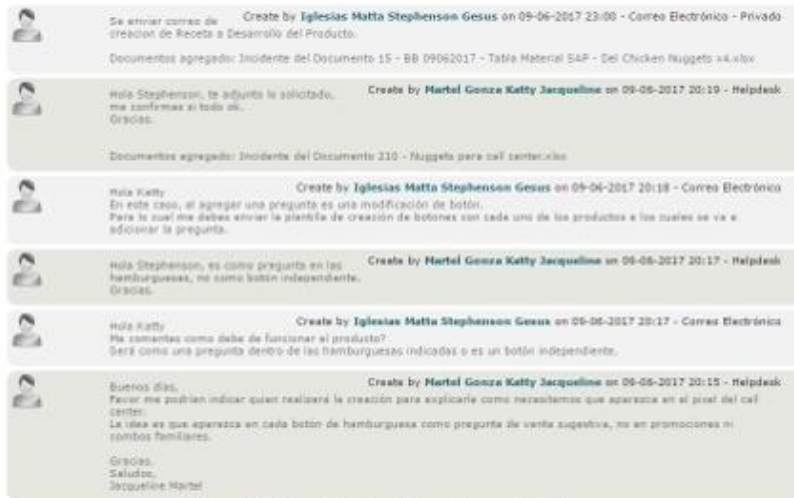 Create by Iglesias Matta Stephenson Gesus on 09-06-2017 23:00 - Correo Electrónico - Privado
Se enviar correo de
creacion de Receta a Desarrollo del Producto.
Documentos agregado: Incidente del Documento 15 - BB 09062017 - Tabla Material SAP - Del Chicken Nuggets x4.xlsx
Create by Martel Gonza Katty Jacqueline on 09-06-2017 20:19 - Helpdesk
Hola Stephenson, te adjunto lo solicitado,
me confirmas si todo ok.
Gracias.
Documentos agregado: Incidente del Documento 210 - Nuggets para call center.xlsx
Create by Iglesias Matta Stephenson Gesus on 09-06-2017 20:18 - Correo Electrónico
Hola Katty
En este caso, al agregar una pregunta es una modificación de botón.
Para lo cual me debes enviar la plantilla de creación de botones con cada uno de los productos a los cuales se va a
adicionar la pregunta.
Create by Martel Gonza Katty Jacqueline on 09-06-2017 20:17 - Helpdesk
Hola Stephenson, es como pregunta en las
hamburguesas, no como botón independiente.
Gracias.
Create by Iglesias Matta Stephenson Gesus on 09-06-2017 20:17 - Correo Electrónico
Hola Katty
Me comentas como debe de funcionar el producto?
Será como una pregunta dentro de las hamburguesas indicadas o es un botón independiente.
Create by Martel Gonza Katty Jacqueline on 09-06-2017 20:15 - Helpdesk
Buenos días,
Favor me podrían indicar quien realizará la creación para explicarle como necesitamos que aparezca en el pixel del call
center.
La idea es que aparezca en cada botón de hamburguesa como pregunta de venta sugestiva, no en promociones ni
combos familiares.
Gracias.
Saludos,
Jacqueline Martel